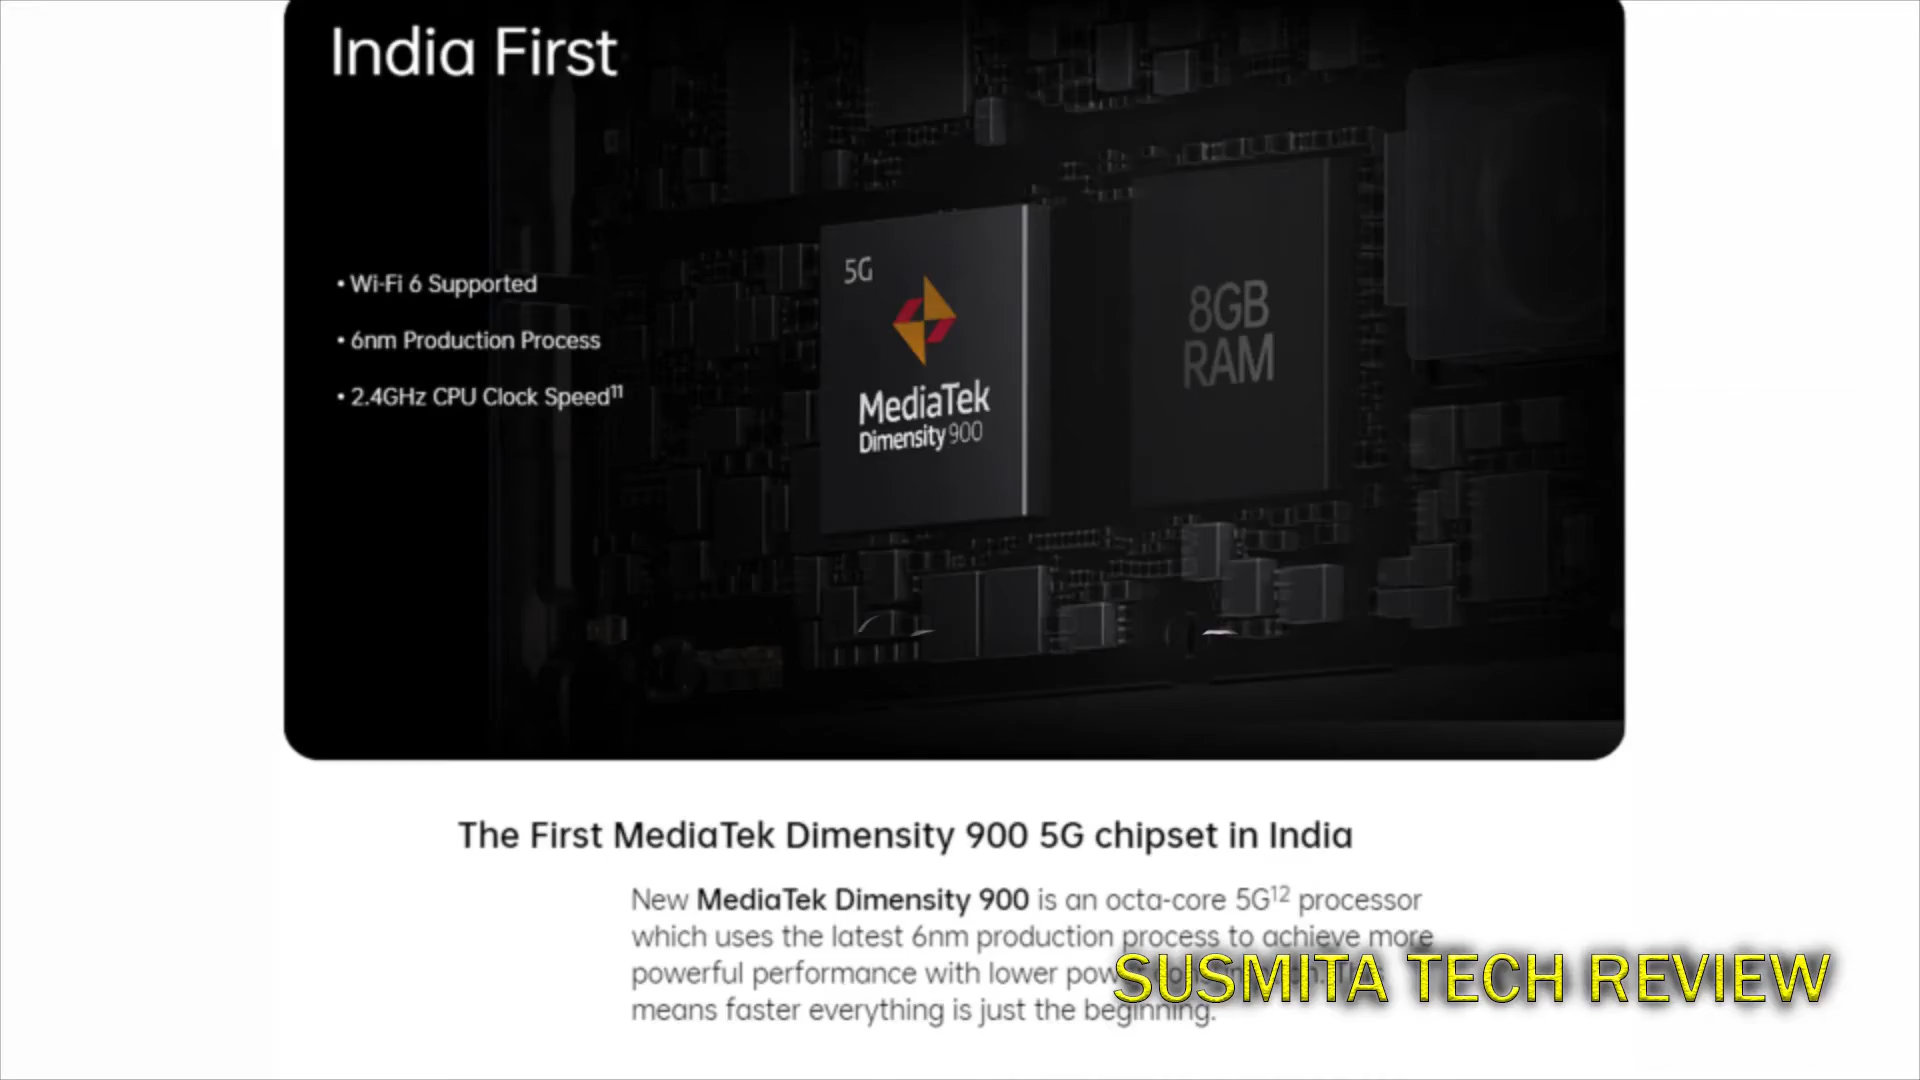 India First
• Wi-Fi 6 Supported
• 6nm Production Process
• 2.4GHz CPU Clock Speed¹¹
5G
MediaTek
Dimensity 900
8GB
RAM
The First MediaTek Dimensity 900 5G chipset in India
New MediaTek Dimensity 900 is an octa-core 5G¹² processor
which uses the latest 6nm production process to achieve more
powerful performance with lower
means faster everything is just the beginning.
SUSMITA TECH REVIEW